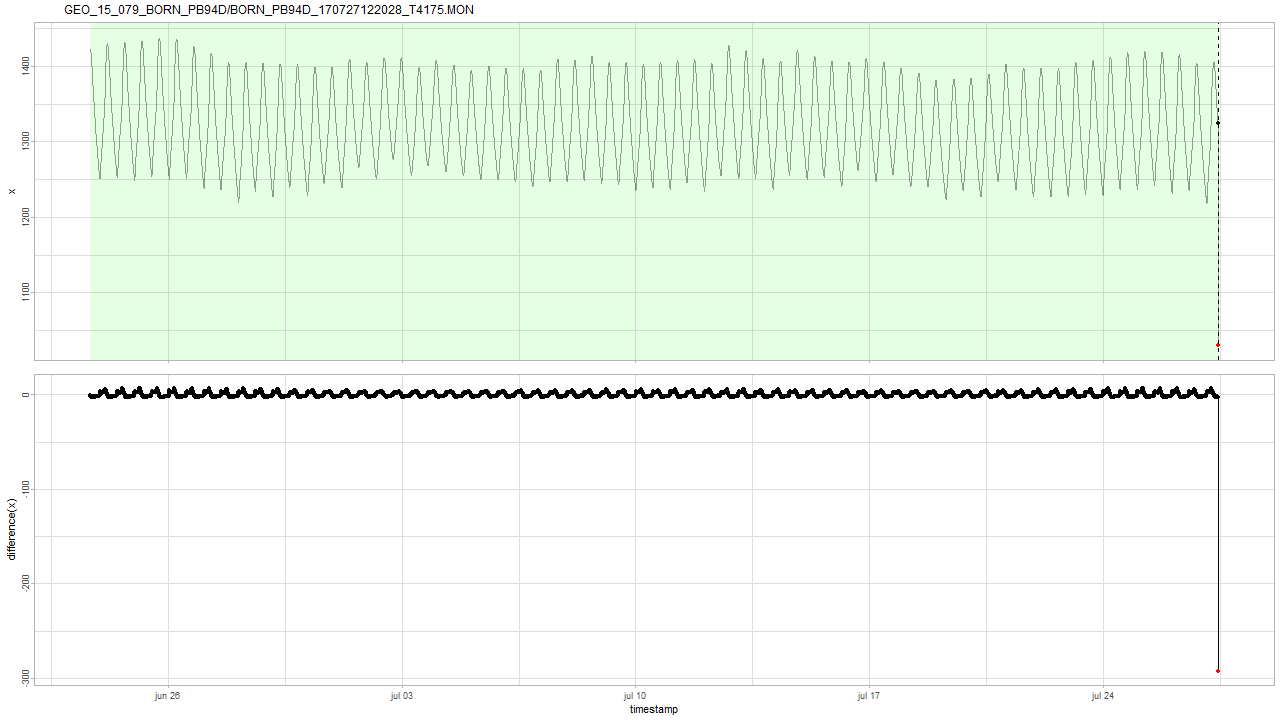 GEO_15_079_BORN_PB94D/BORN_PB94D_170727122028_T4175.MON
1400
1300
x
1200
1100
0
-100
difference(x)
-200
-300
jun 26 jul 03 jul 10 jul 17 jul 24
timestamp